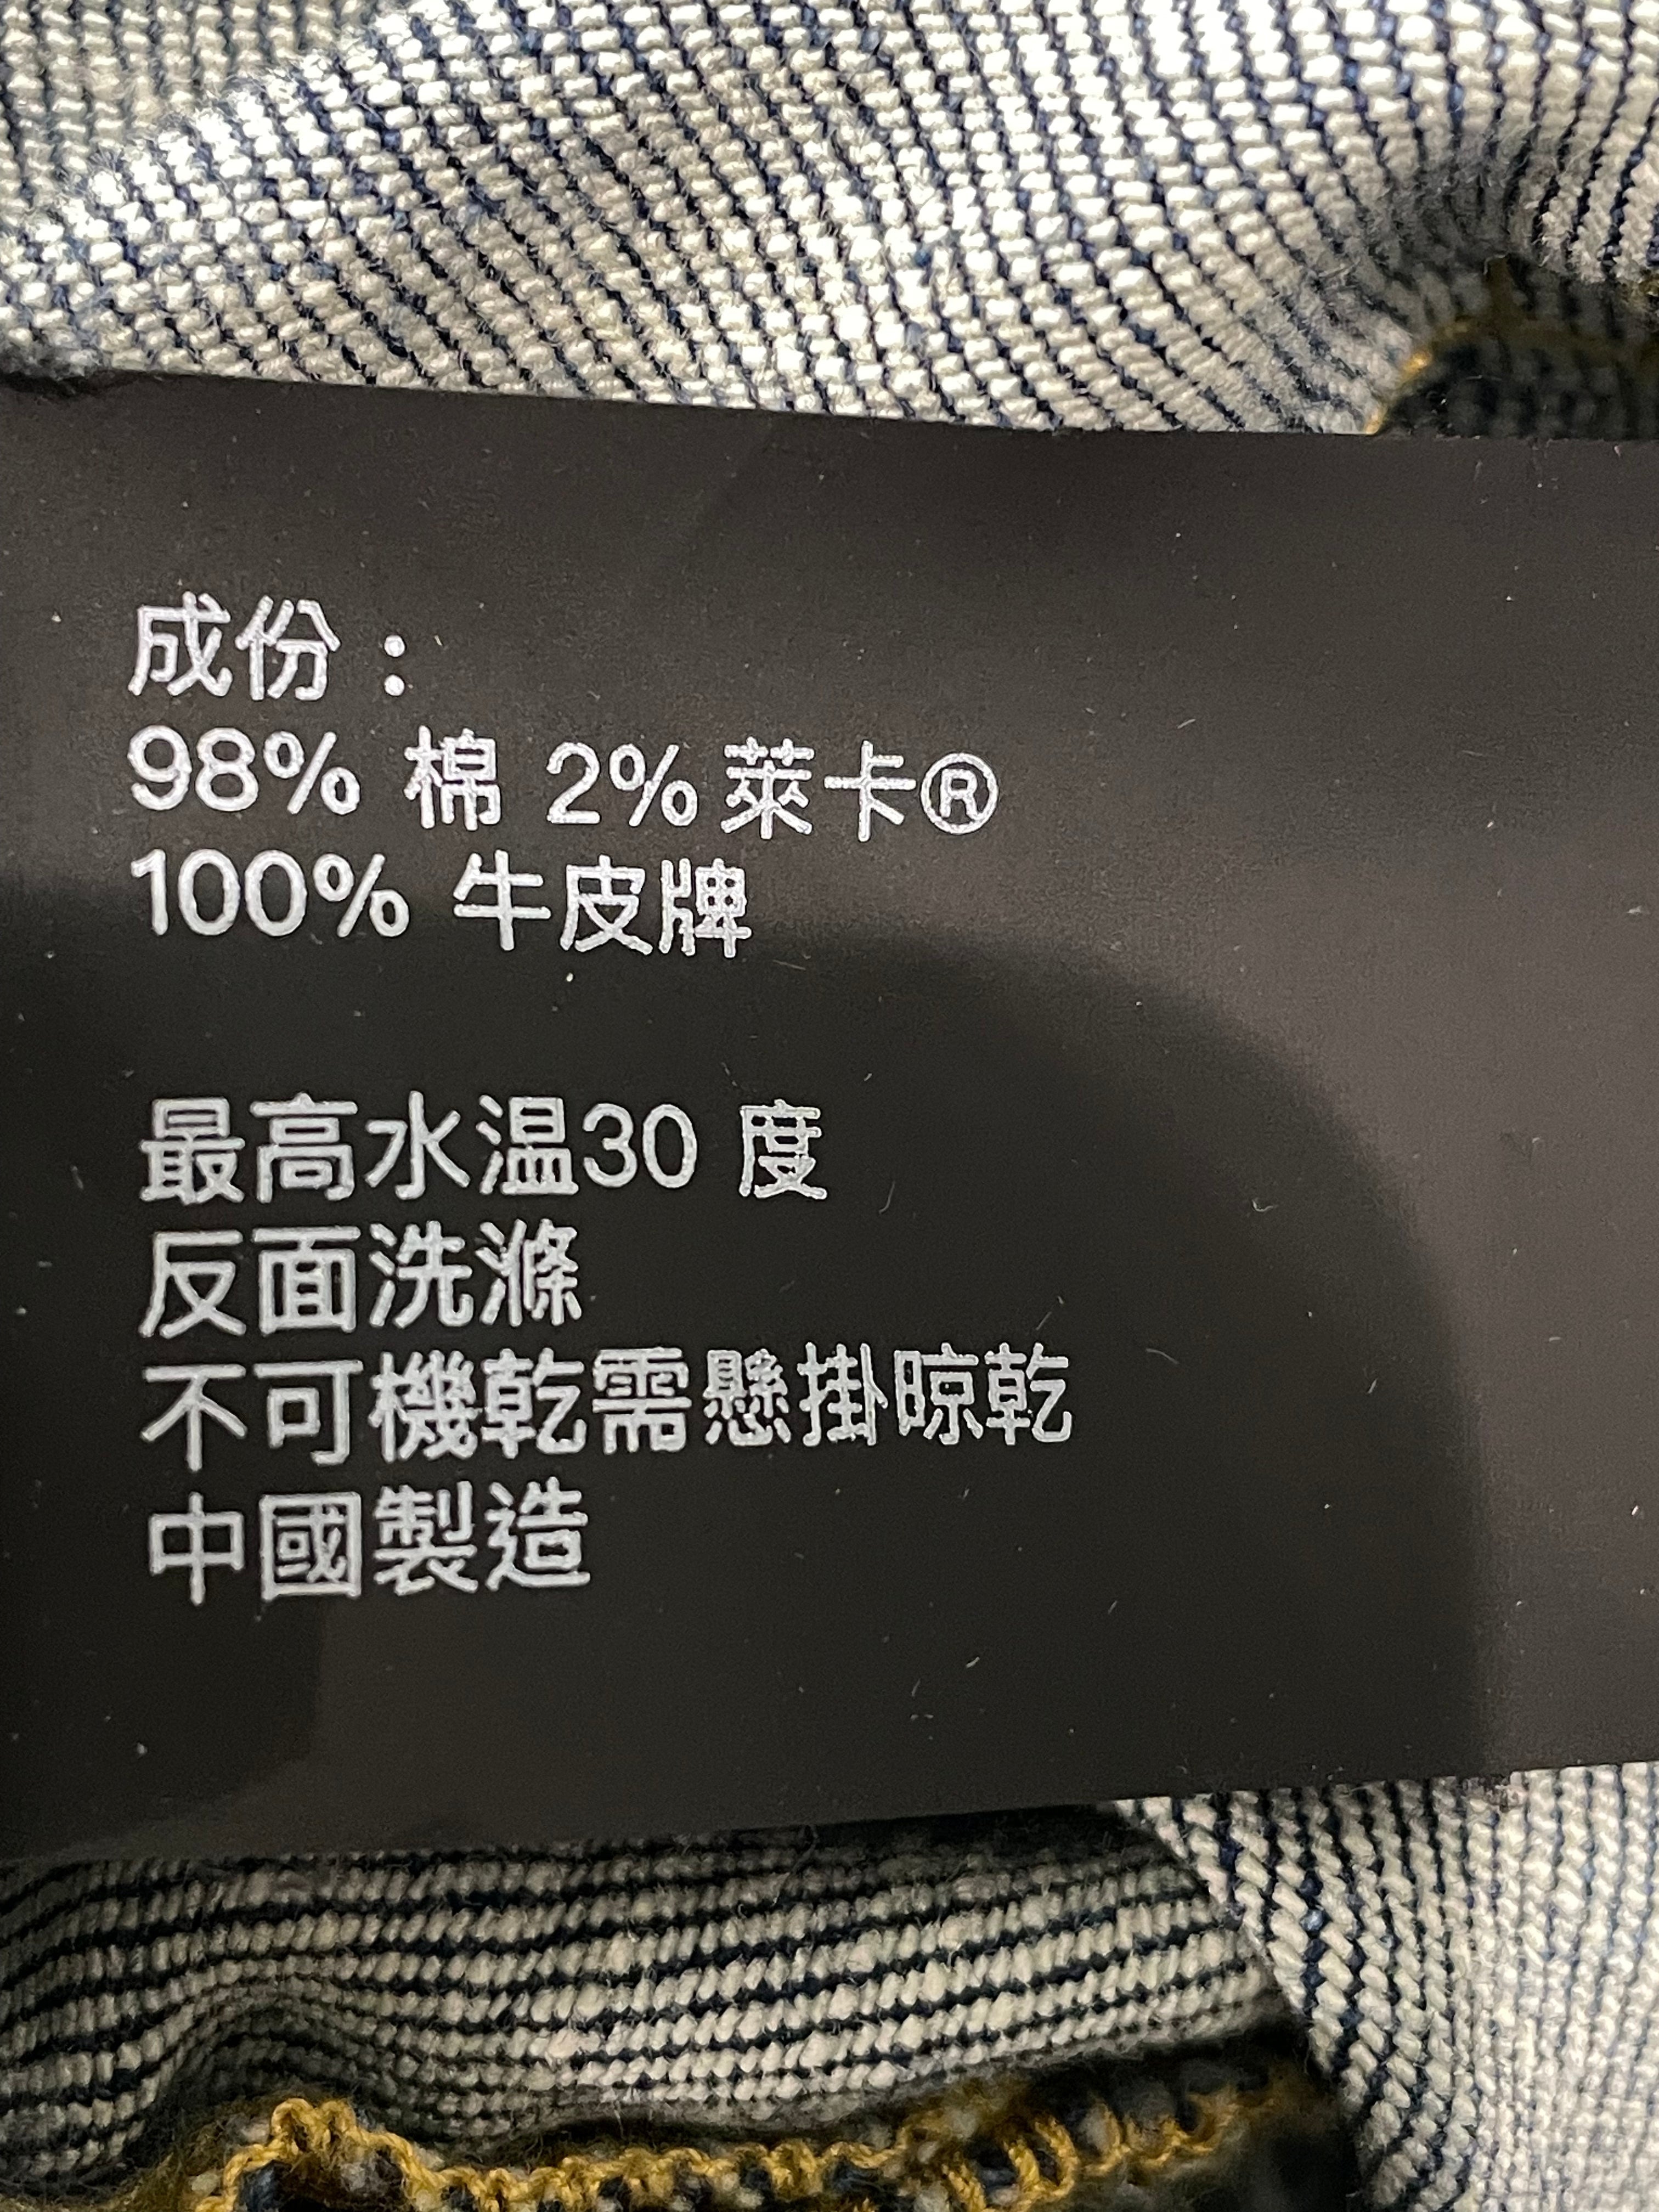 成份：
98% 棉 2%萊卡®
100% 牛皮牌
最高水温30 度
反面洗滌
不可機乾需懸掛晾乾
中國製造